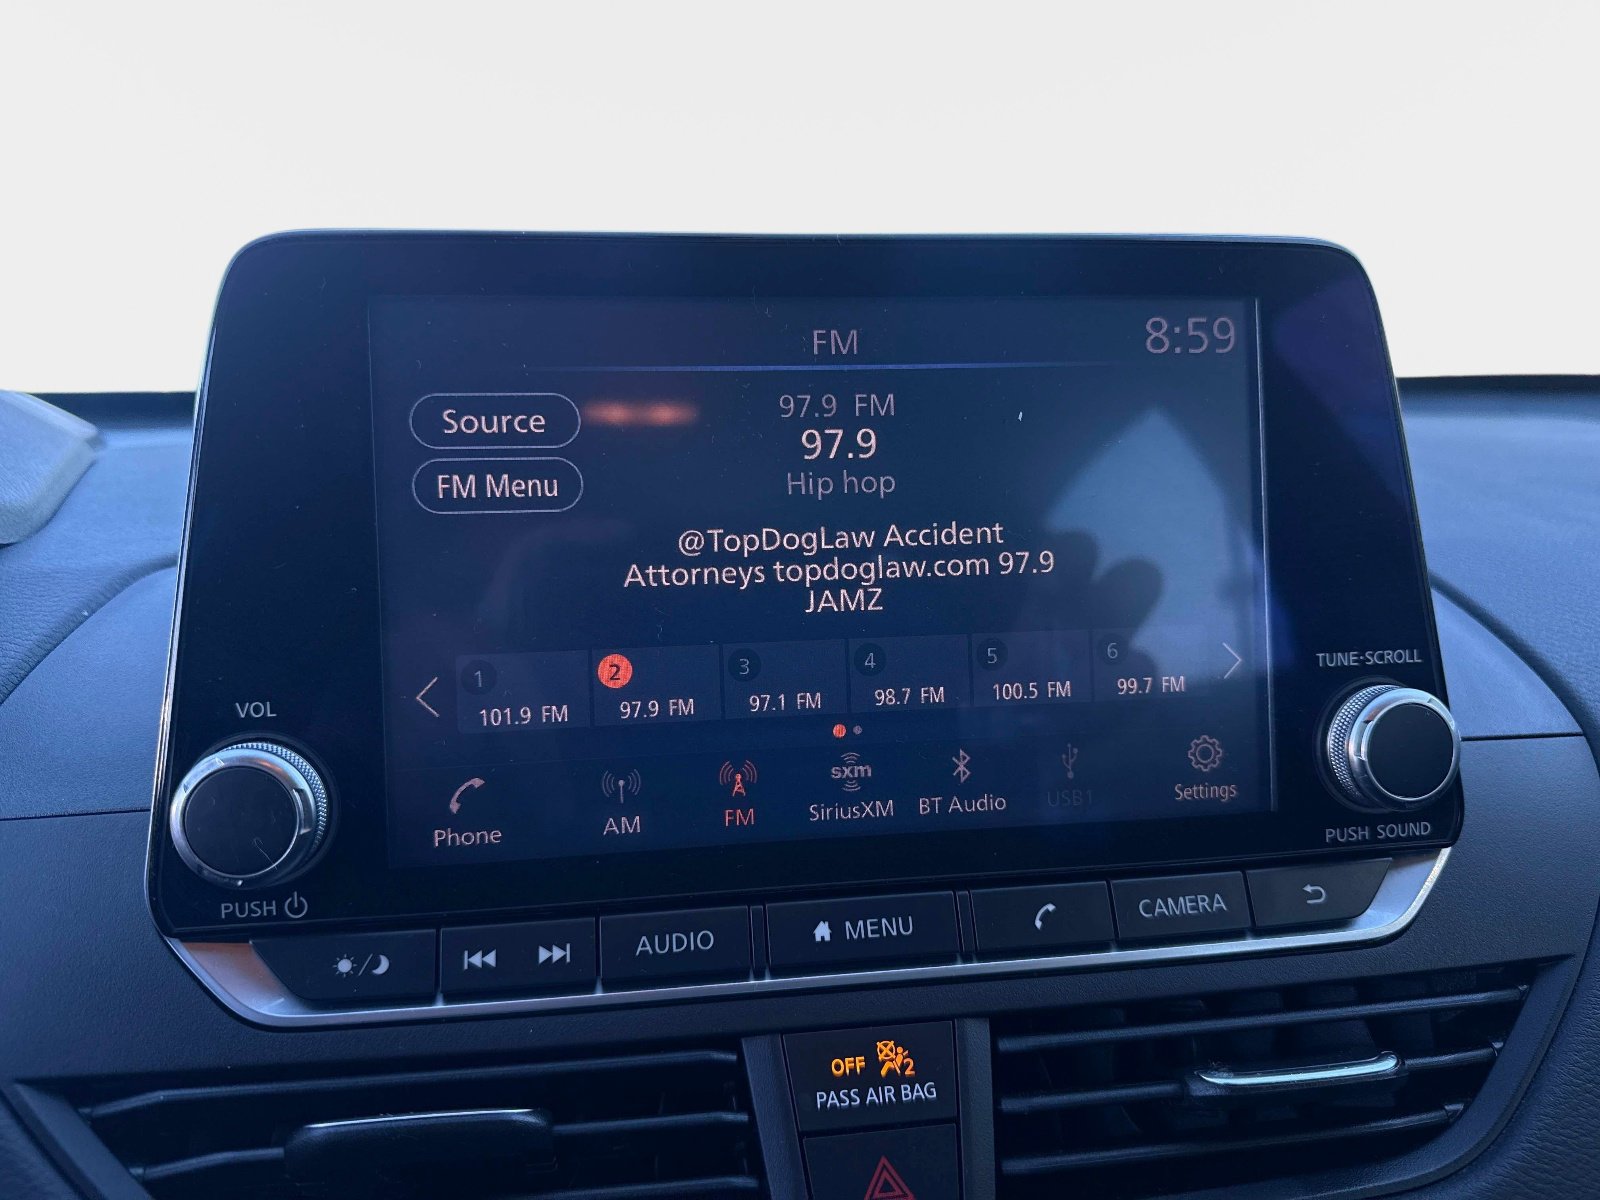 FM
8:59
Source
97.9 FM
97.9
FM Menu
Hip hop
@TopDogLaw Accident
Attorneys topdoglaw.com 97.9
JAMZ
1
2
3
4
5
6
101.9 FM
97.9 FM
97.1 FM
98.7 FM
100.5 FM
99.7 FM
Phone
AM
FM
sxm
SiriusXM
BT Audio
USB1
Settings
VOL
PUSH
TUNE·SCROLL
PUSH SOUND
AUDIO
MENU
CAMERA
OFF 2
PASS AIR BAG